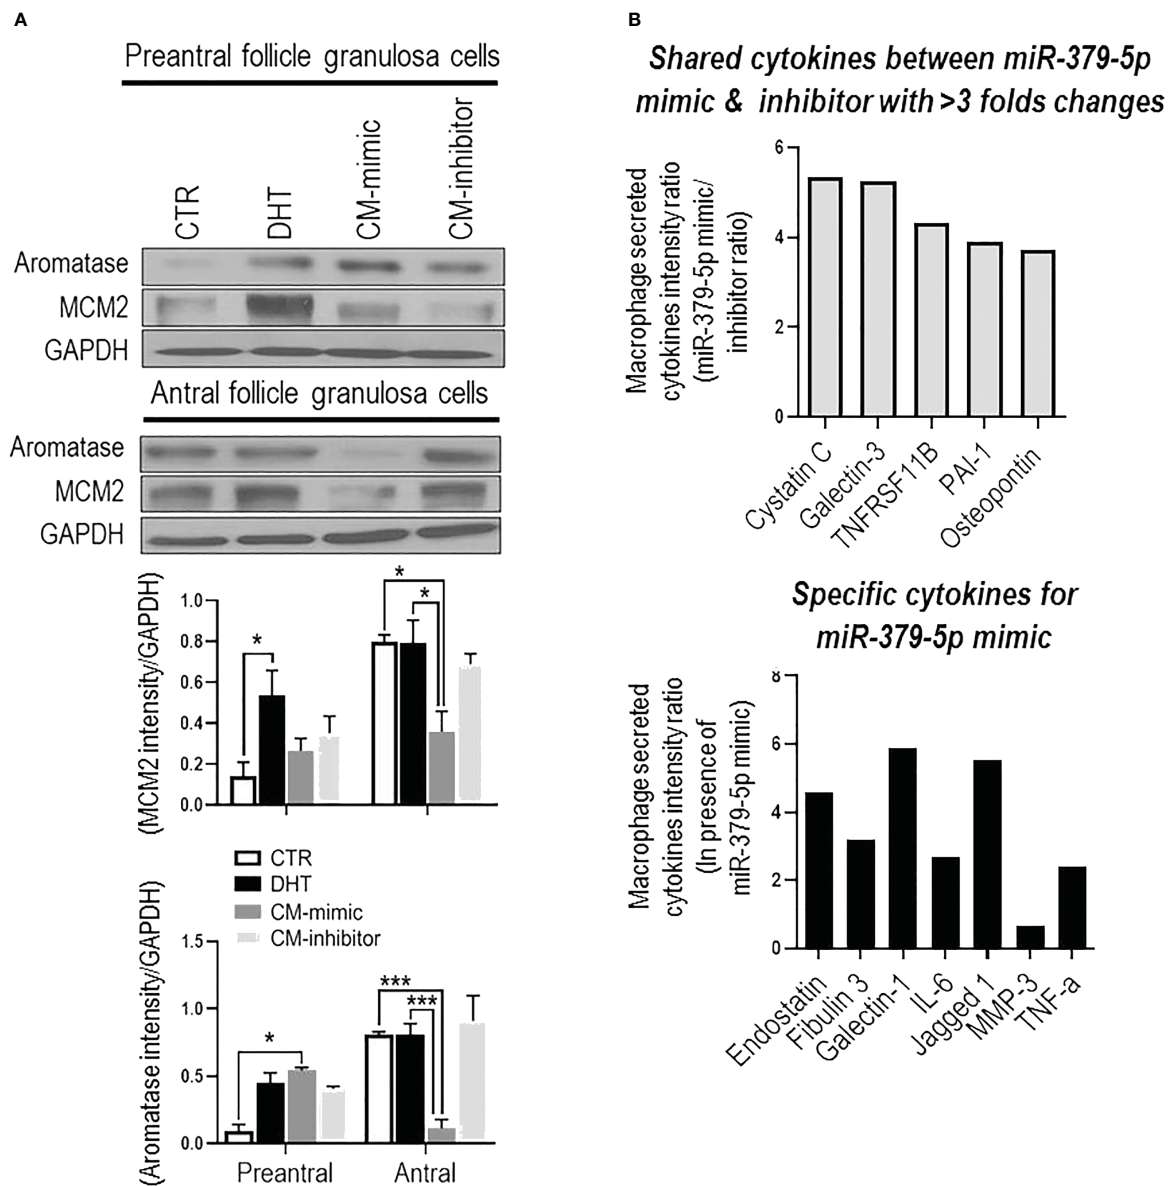 A
Preantral follicle granulosa cells
CTR
DHT
CM-mimic
CM-inhibitor
Aromatase
MCM2
GAPDH
Antral follicle granulosa cells
Aromatase
MCM2
GAPDH
(MCM2 intensity/GAPDH)
1.0
0.8
0.6
0.4
0.2
0.0
*
*
*
CTR
DHT
CM-mimic
CM-inhibitor
(Aromatase intensity/GAPDH)
1.5
1.0
0.5
0.0
*
***
***
Preantral
Antral
B
Shared cytokines between miR-379-5p
mimic & inhibitor with >3 folds changes
Macrophage secreted
cytokines intensity ratio
(miR-379-5p mimic/
inhibitor ratio)
6
4
2
0
Cystatin C
Galectin-3
TNFRSF11B
PAI-1
Osteopontin
Specific cytokines for
miR-379-5p mimic
Macrophage secreted
cytokines intensity ratio
(In presence of
miR-379-5p mimic)
8
6
4
2
0
Endostatin
Fibulin 3
Galectin-1
IL-6
Jagged 1
MMP-3
TNF-a